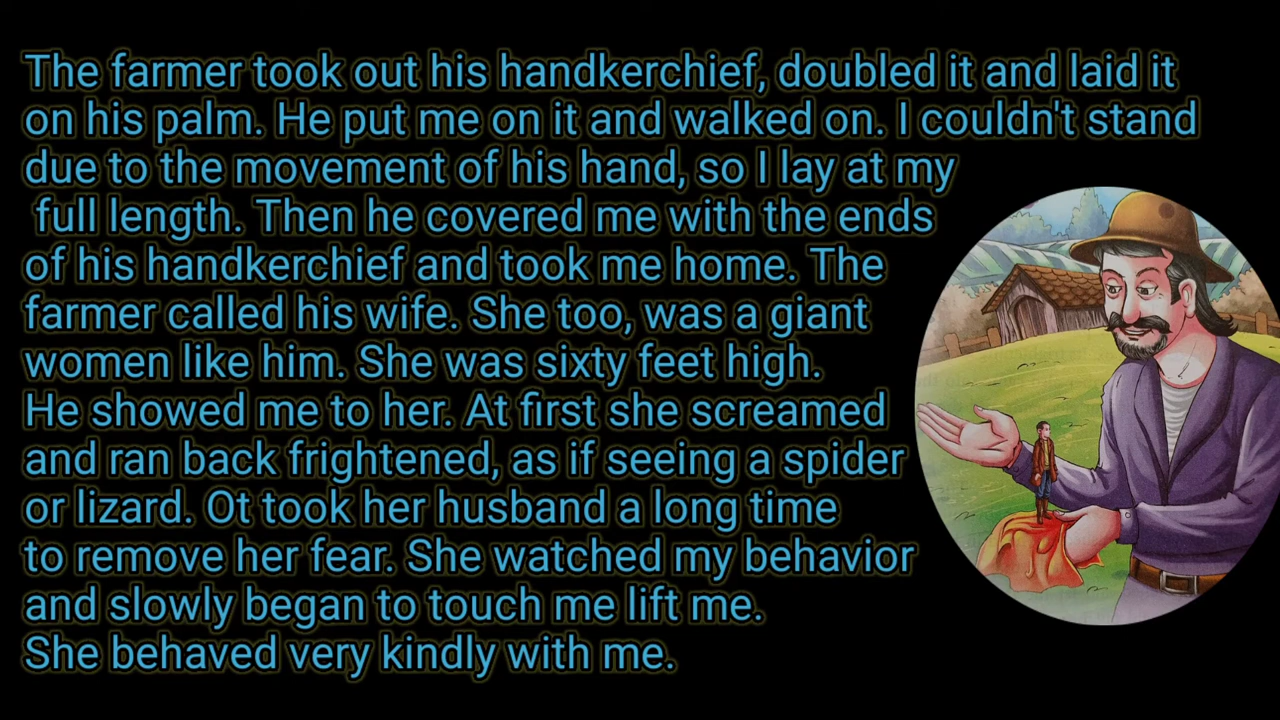 The farmer took out his handkerchief, doubled it and laid it
on his palm. He put me on it and walked on. I couldn't stand
due to the movement of his hand, so I lay at my
full length. Then he covered me with the ends
of his handkerchief and took me home. The
farmer called his wife. She too, was a giant
women like him. She was sixty feet high.
He showed me to her. At first she screamed
and ran back frightened, as if seeing a spider
or lizard. Ot took her husband a long time
to remove her fear. She watched my behavior
and slowly began to touch me lift me.
She behaved very kindly with me.